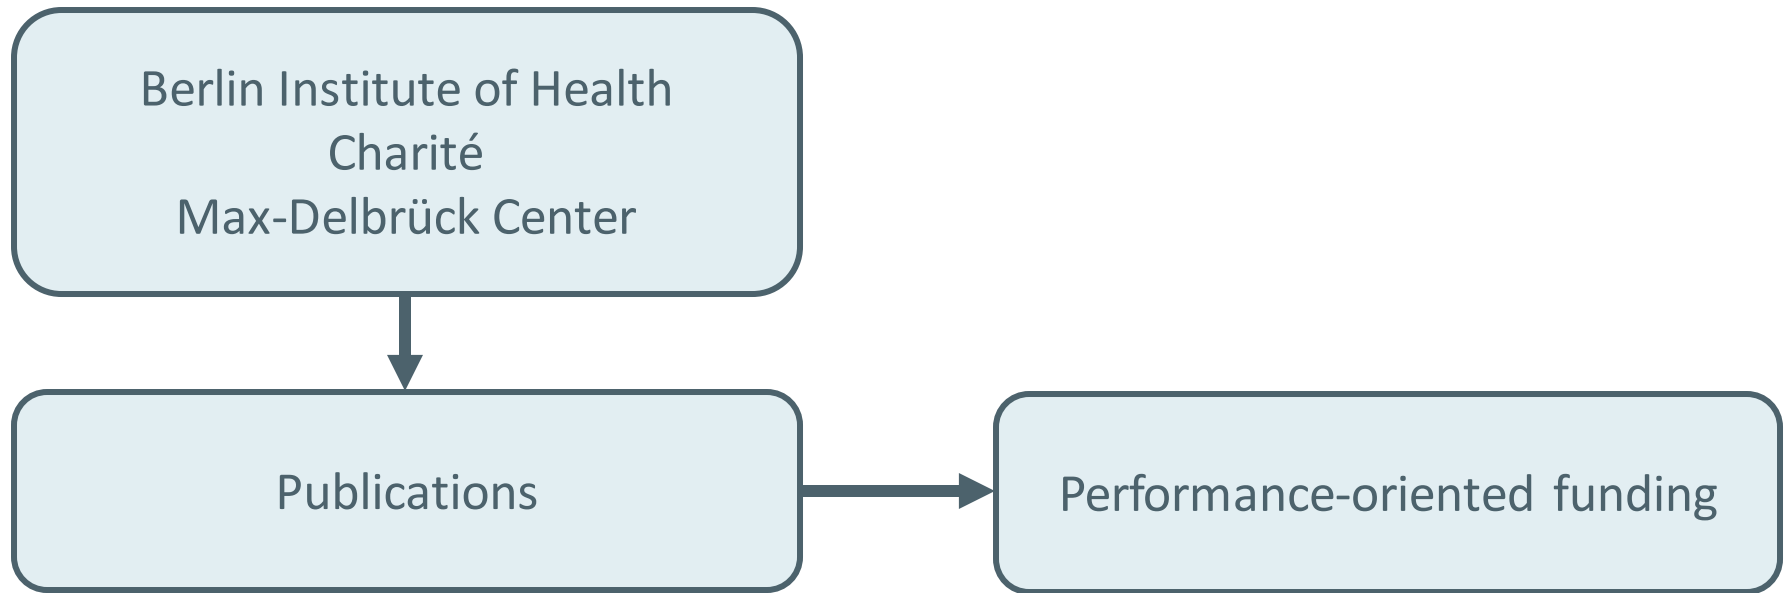 Berlin Institute of Health
Charité
Max-Delbrück Center
Publications
Performance-oriented funding